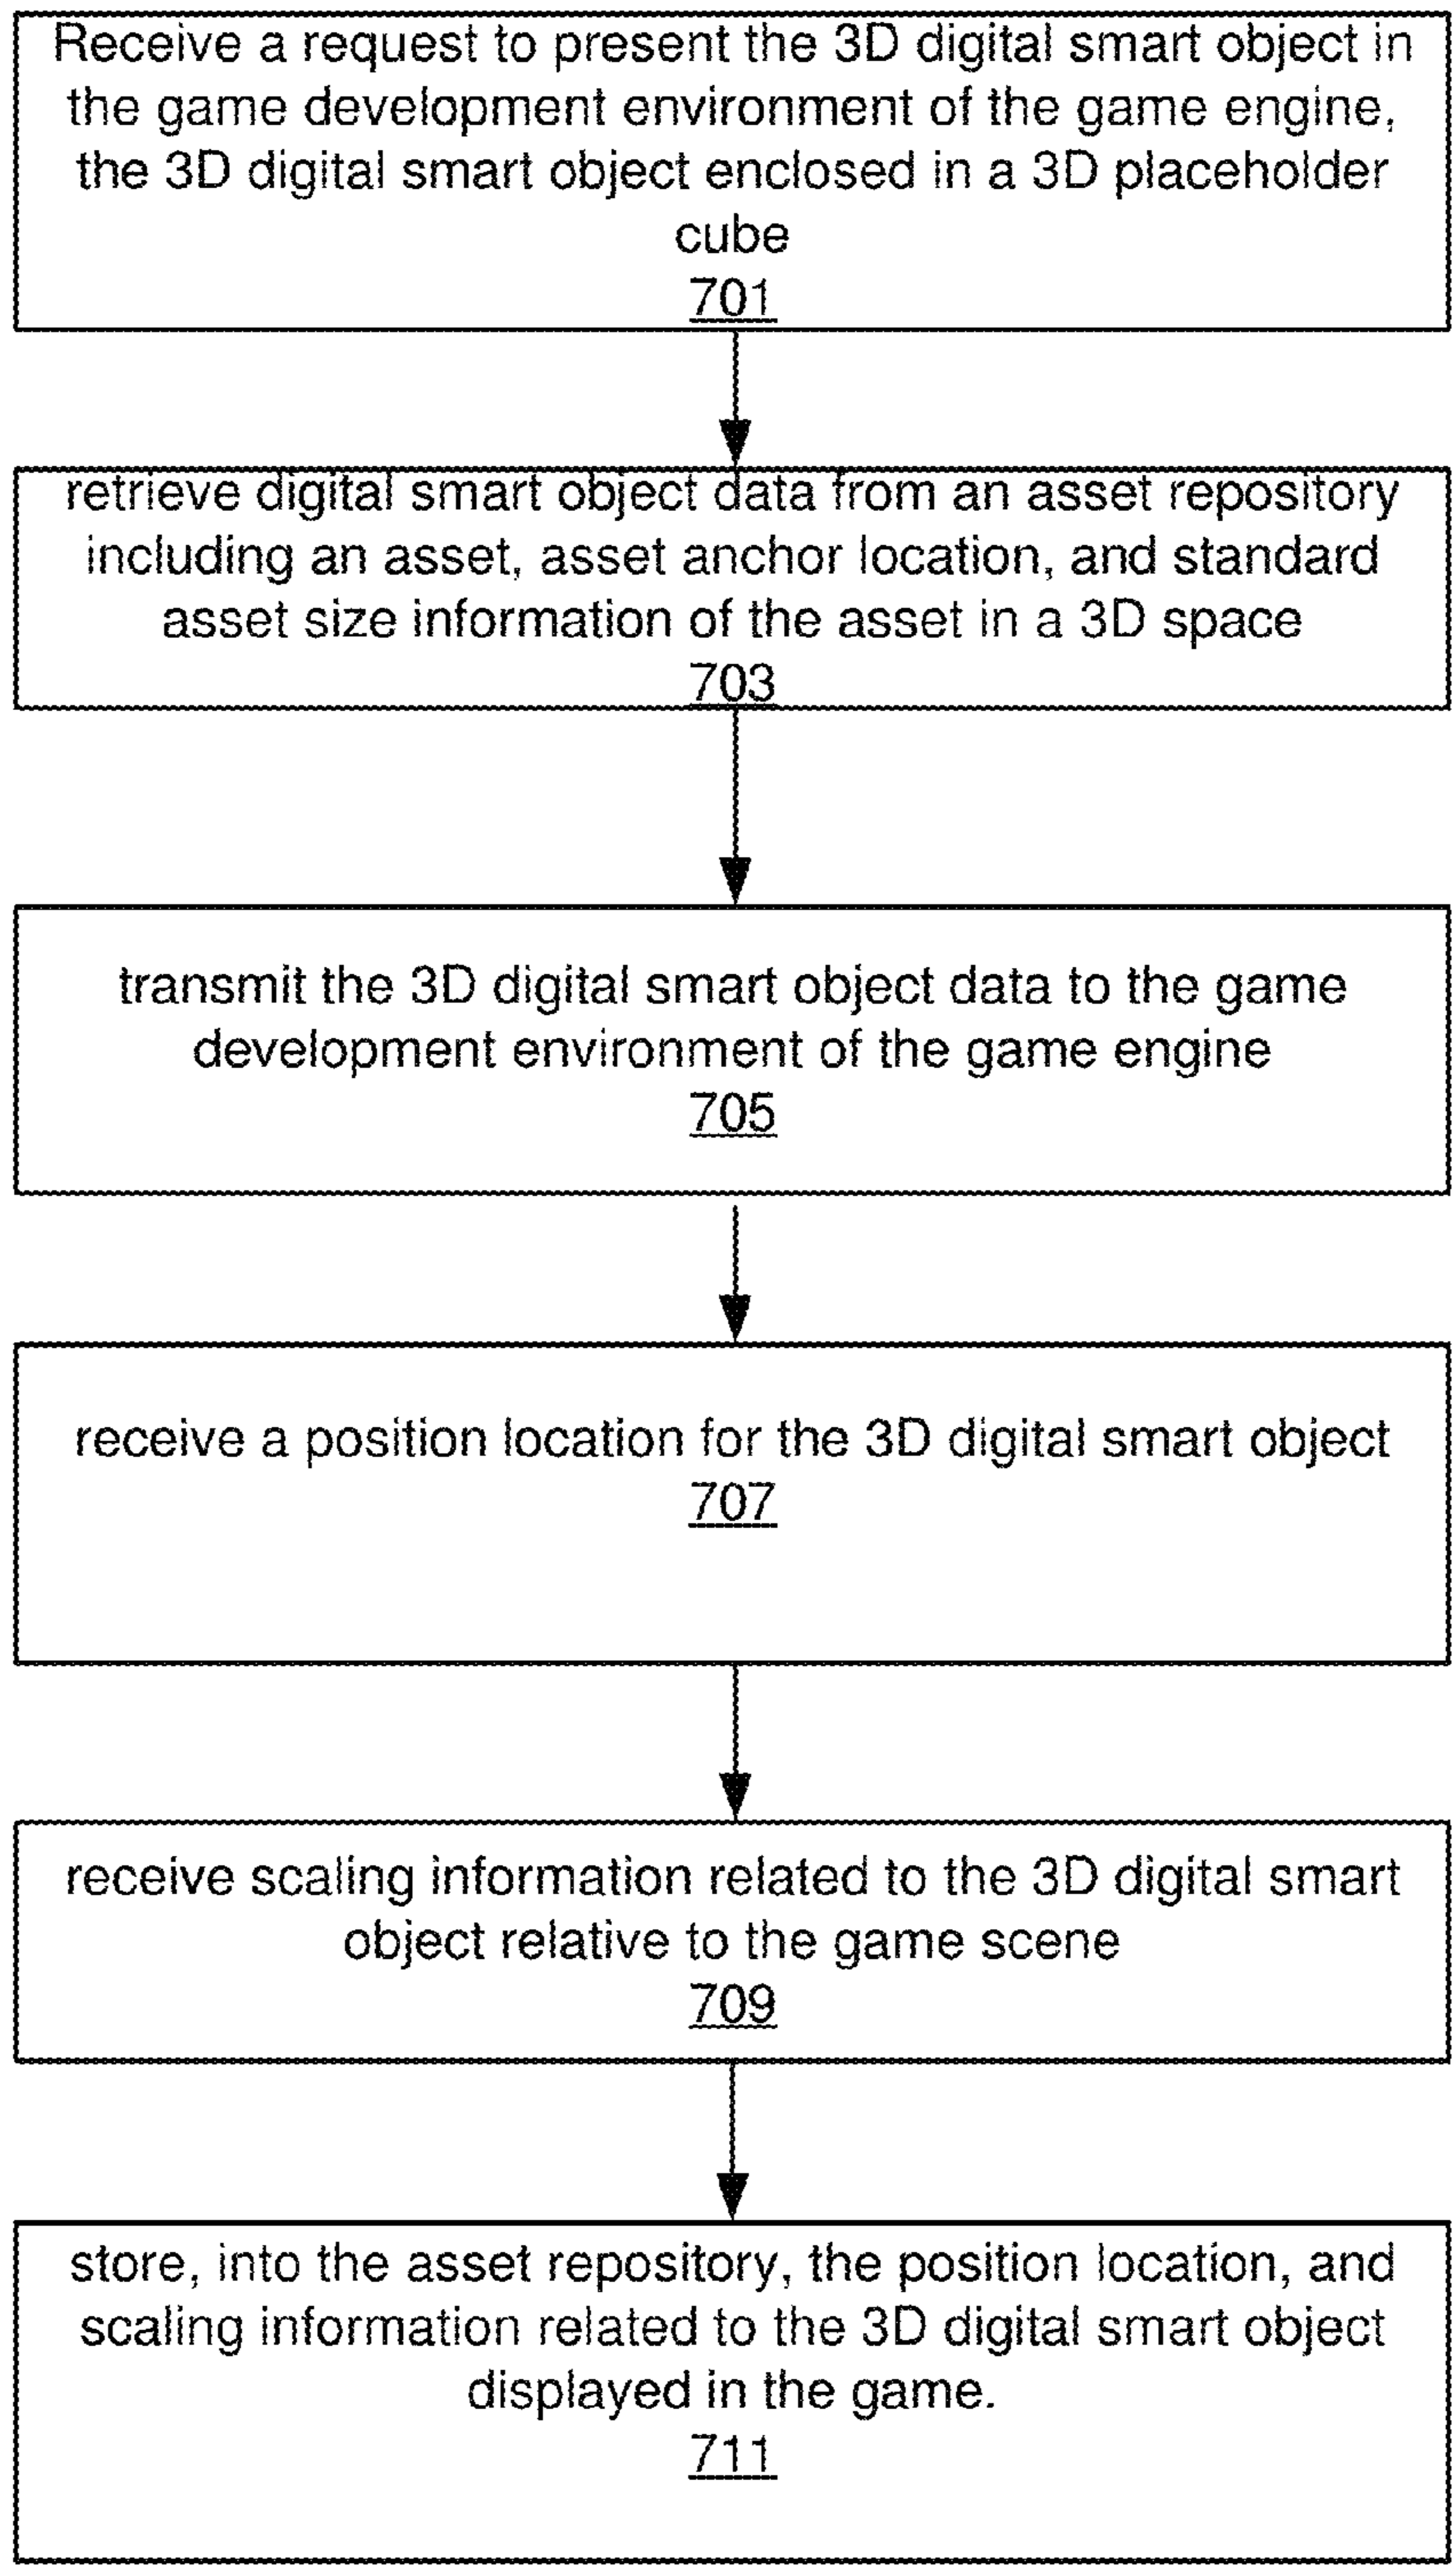 Receive a request to present the 3D digital smart object in
the game development environment of the game engine,
the 3D digital smart object enclosed in a 3D placeholder
cube
701
retrieve digital smart object data from an asset repository
including an asset, asset anchor location, and standard
asset size information of the asset in a 3D space
703
transmit the 3D digital smart object data to the game
development environment of the game engine
705
receive a position location for the 3D digital smart object
707
receive scaling information related to the 3D digital smart
object relative to the game scene
709
store, into the asset repository, the position location, and
scaling information related to the 3D digital smart object
displayed in the game.
711